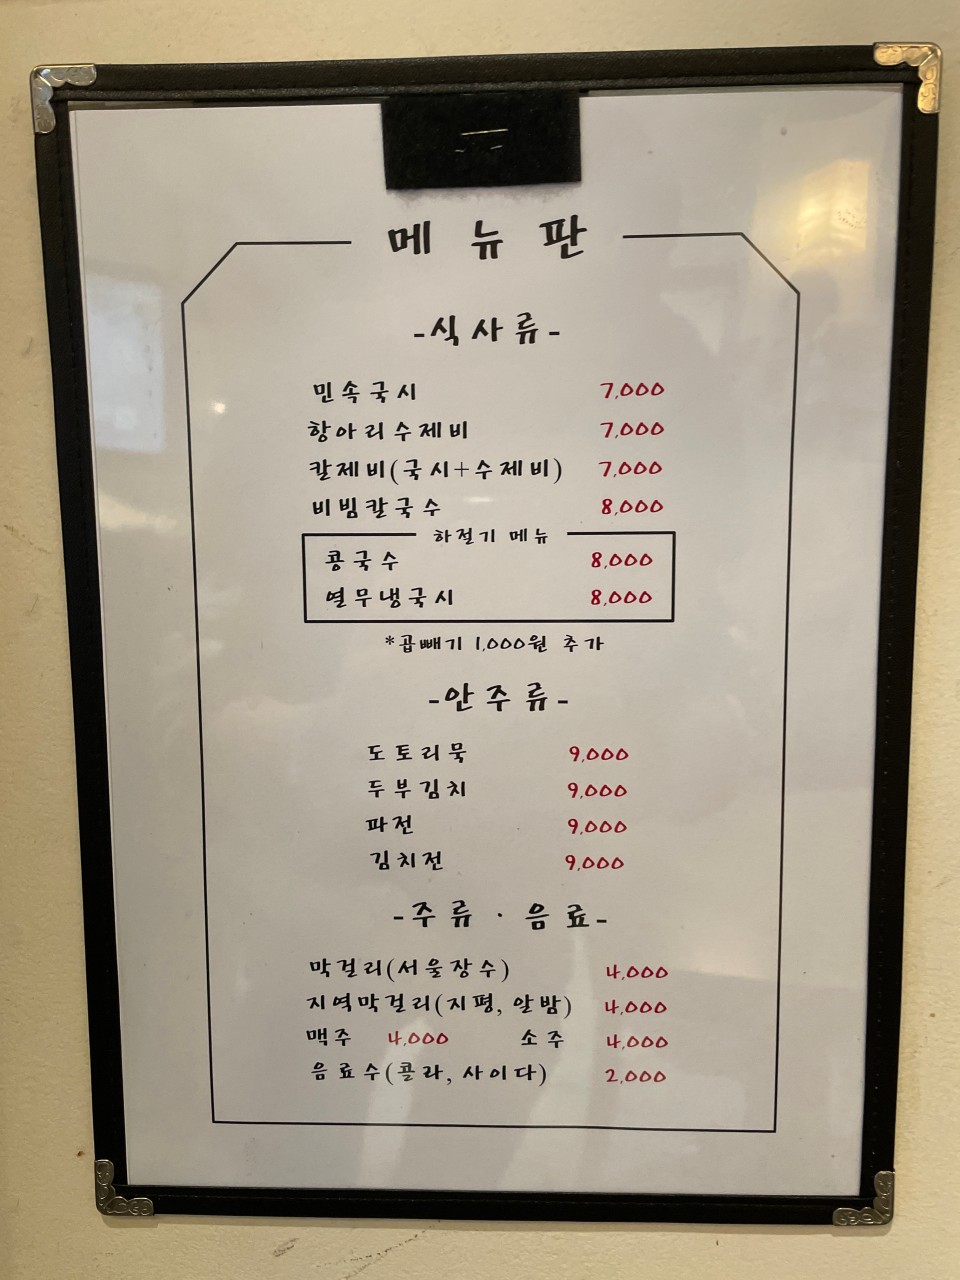 메뉴판
-식사류-
민속국시 7,000
항아리수제비 7,000
칼제비(국시+수제비) 7,000
비빔칼국수 8,000
하절기 메뉴
콩국수 8,000
열무냉국시 8,000
*곱빼기 1,000원 추가
-안주류-
도토리묵 9,000
두부김치 9,000
파전 9,000
김치전 9,000
-주류 · 음료-
막걸리(서울장수) 4,000
지역막걸리(지평, 알밤) 4,000
맥주 4,000 소주 4,000
음료수(콜라, 사이다) 2,000